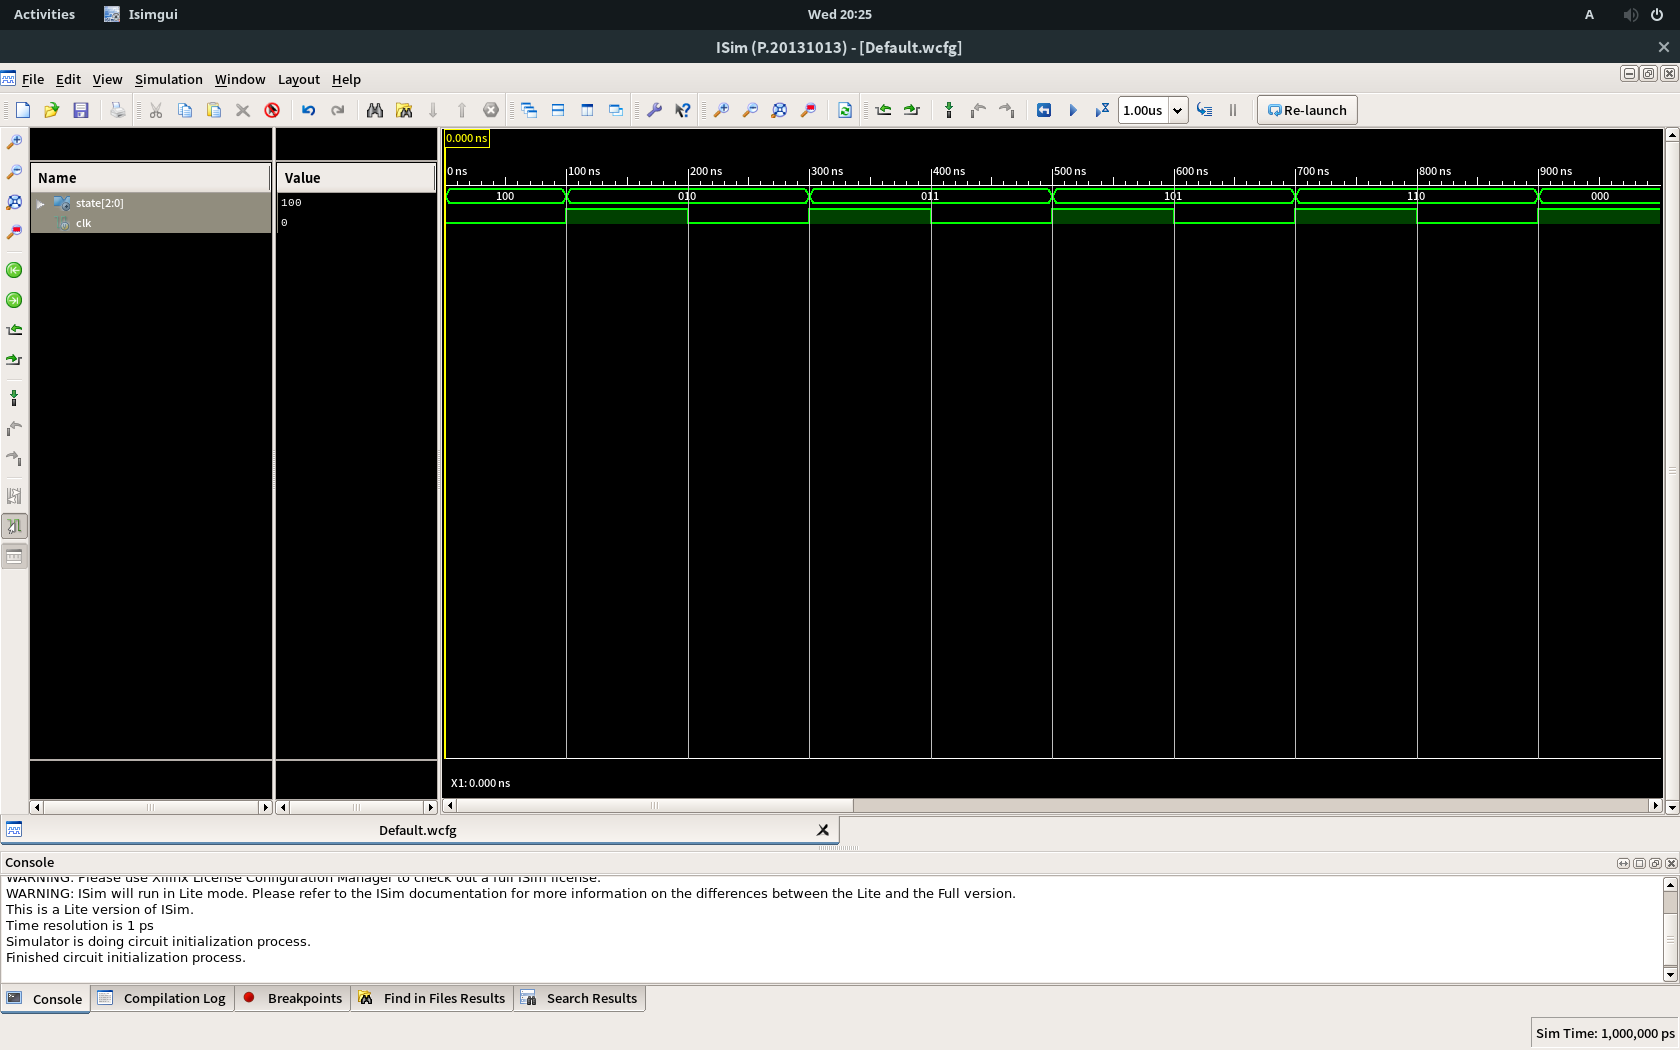 Activities Isimgui Wed 20:25 A
ISim (P.20131013) - [Default.wcfg]
File Edit View Simulation Window Layout Help
1.00us Re-launch
0.000 ns
Name Value
0 ns 100 ns 200 ns 300 ns 400 ns 500 ns 600 ns 700 ns 800 ns 900 ns
state[2:0] 100 100 010 011 101 110 000
clk 0
X1: 0.000 ns
Default.wcfg
Console
WARNING: Please use Xilinx License Configuration Manager to check out a full ISim license.
WARNING: ISim will run in Lite mode. Please refer to the ISim documentation for more information on the differences between the Lite and the Full version.
This is a Lite version of ISim.
Time resolution is 1 ps
Simulator is doing circuit initialization process.
Finished circuit initialization process.
Console Compilation Log Breakpoints Find in Files Results Search Results
Sim Time: 1,000,000 ps